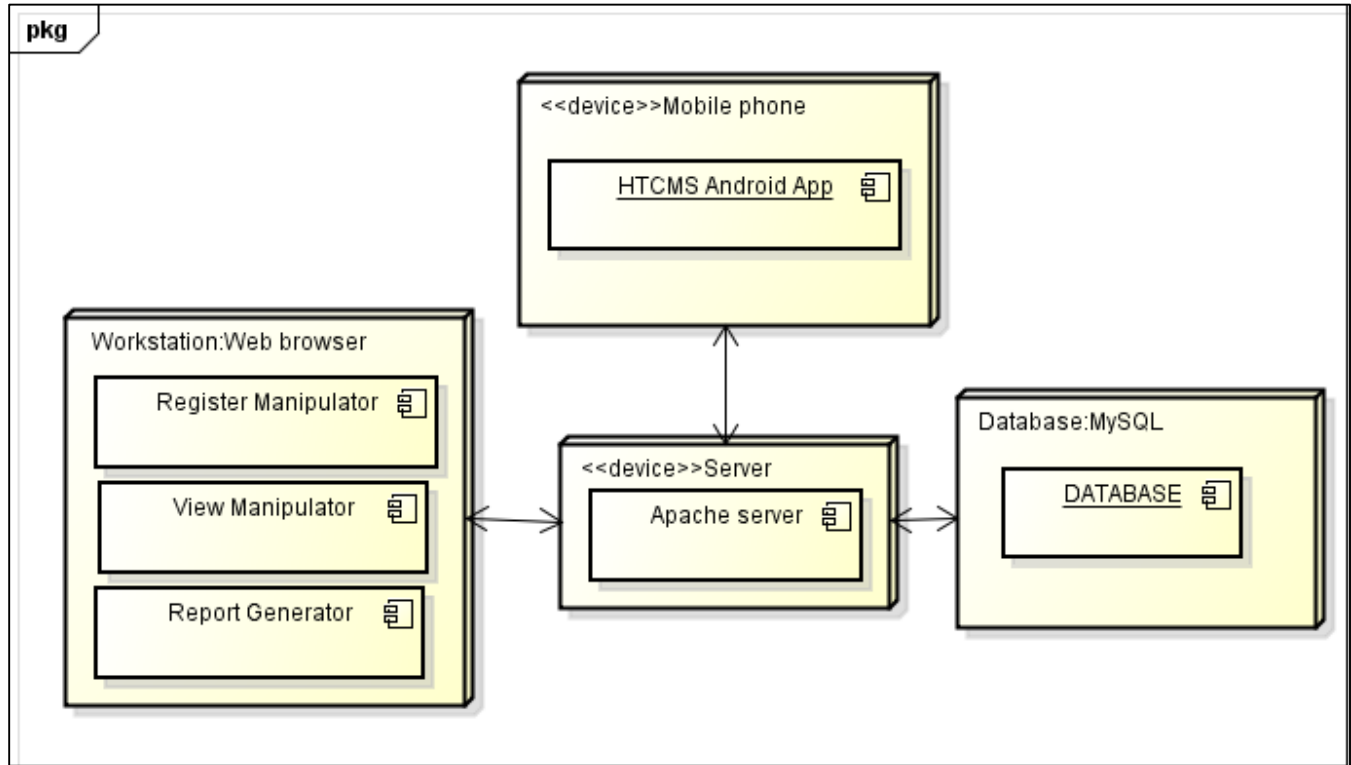 pkg
<<device>>Mobile phone
HTCMS Android App
Workstation:Web browser
Register Manipulator
View Manipulator
Report Generator
<<device>>Server
Apache server
Database:MySQL
DATABASE